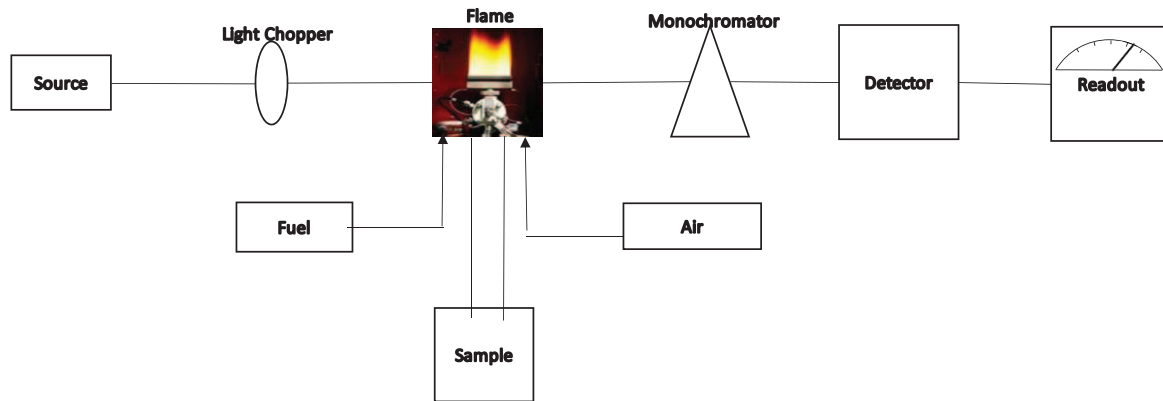 Flame
Monochromator
Light Chopper
Source
Detector
Readout
Fuel
Air
Sample